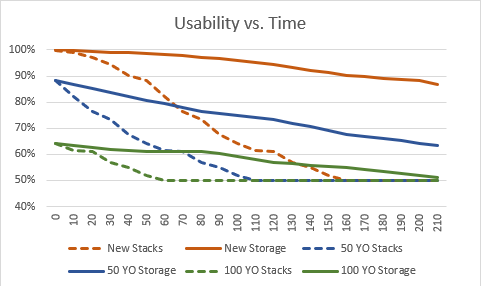 Usability vs. Time
100%
90%
80%
70%
60%
50%
40%
0 10 20 30 40 50 60 70 80 90 100 110 120 130 140 150 160 170 180 190 200 210
New Stacks New Storage 50 YO Stacks
50 YO Storage 100 YO Stacks 100 YO Storage